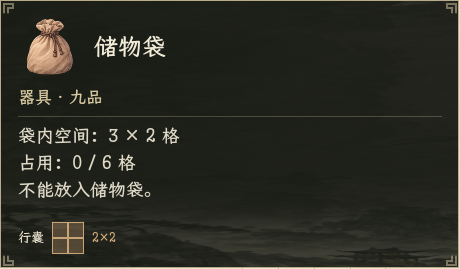 储物袋
器具 · 九品
袋内空间：3 × 2 格
占用：0 / 6 格
不能放入储物袋。
行囊 2×2